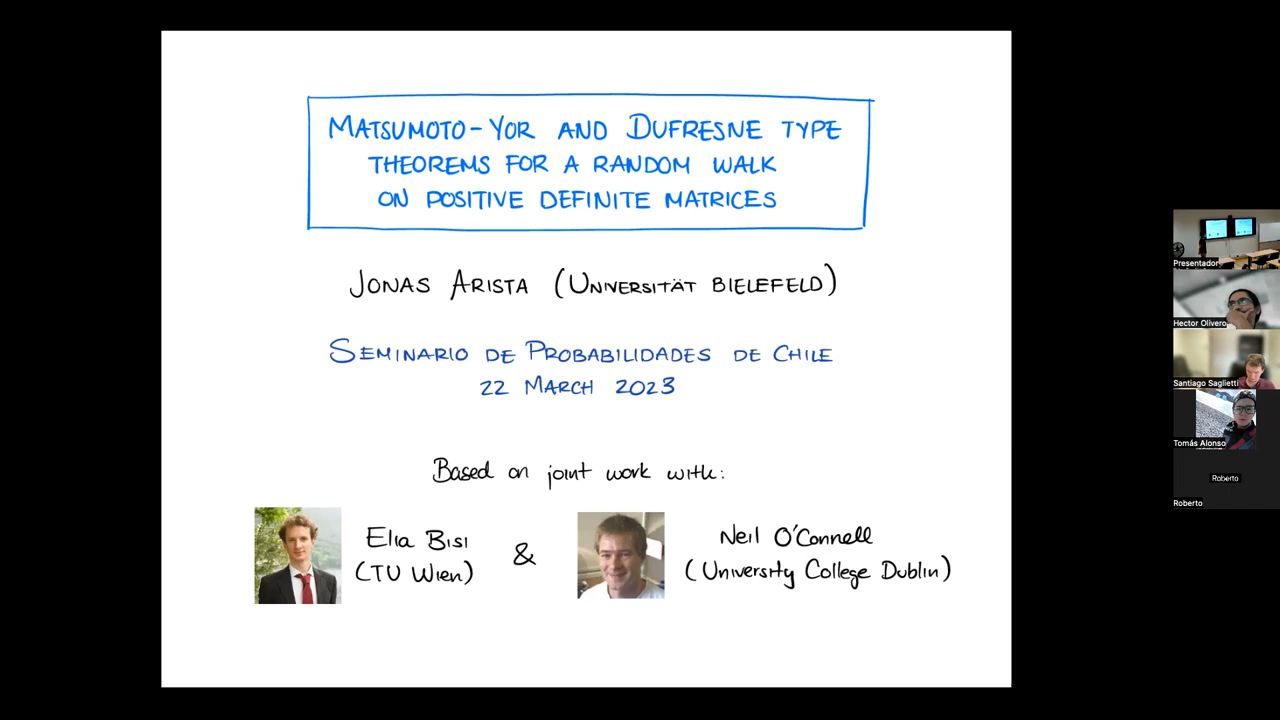 MATSUMOTO-YOR AND DUFRESNE TYPE
THEOREMS FOR A RANDOM WALK
ON POSITIVE DEFINITE MATRICES
JONAS ARISTA (UNIVERSITÄT BIELEFELD)
SEMINARIO DE PROBABILIDADES DE CHILE
22 MARCH 2023
Based on joint work with:
Elia Bisi
(TU Wien)
&
Neil O'Connell
(University College Dublin)
Presentador
Hector Olivero
Santiago Saglietti
Tomás Alonso
Roberto
Roberto